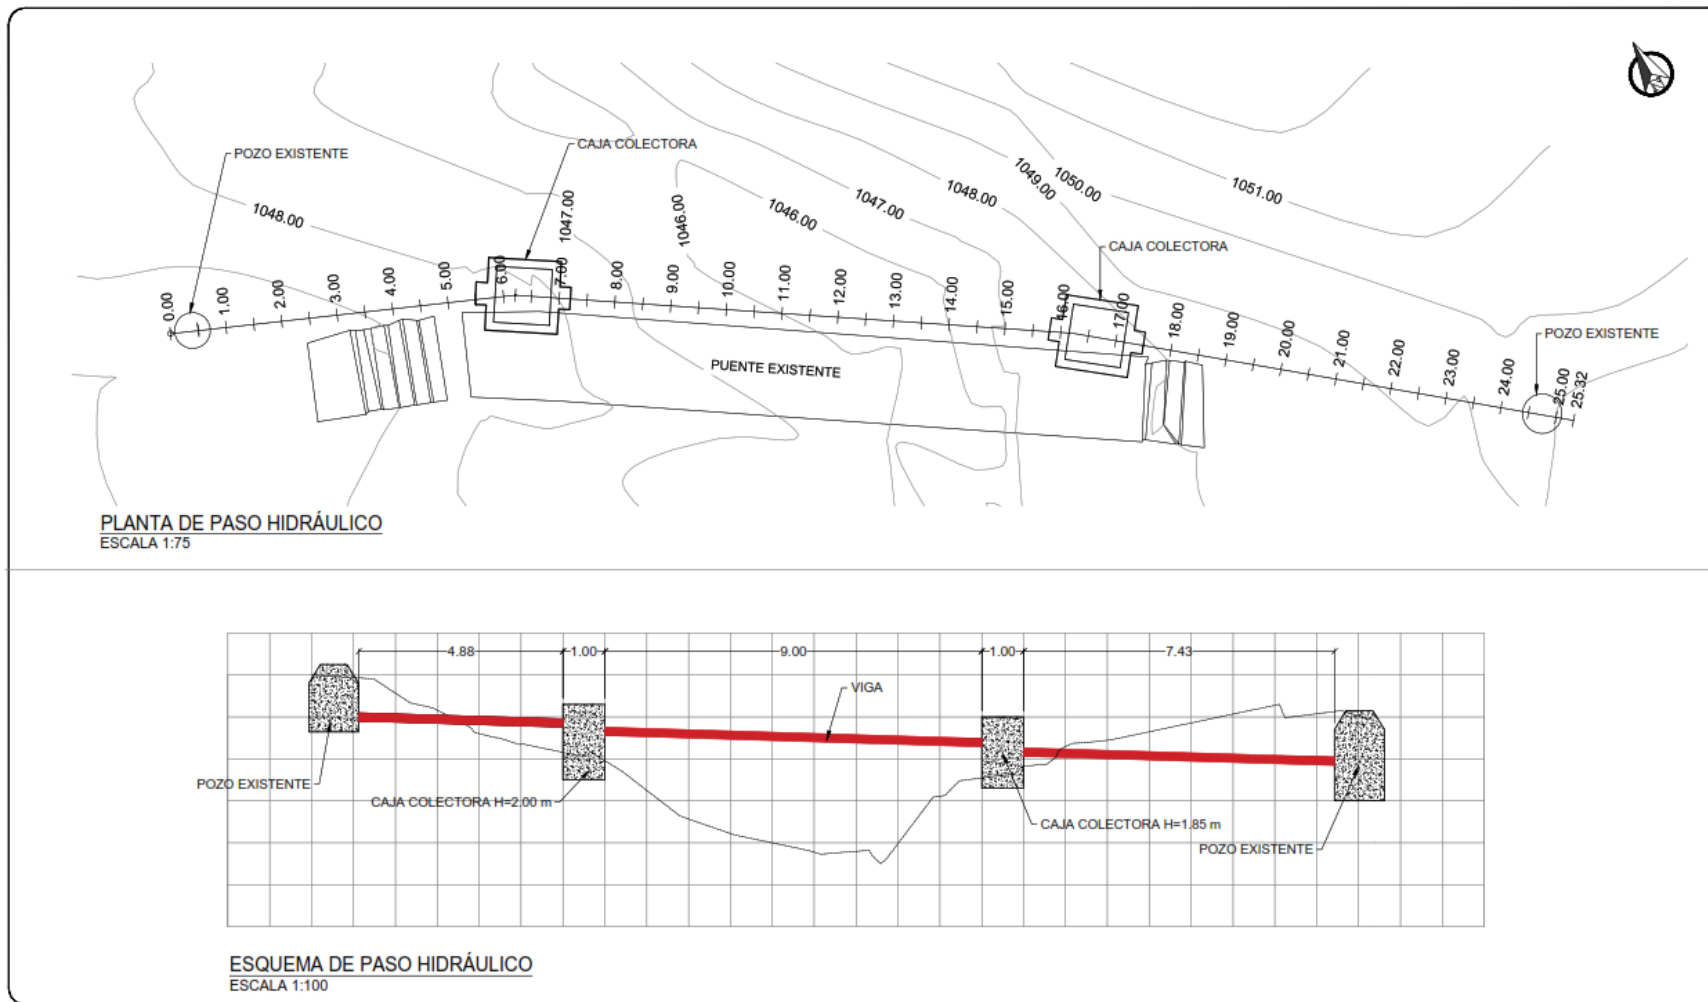 POZO EXISTENTE
CAJA COLECTORA
1051.00
1050.00
1049.00
1048.00
1047.00
1046.00
1046.00
1047.00
1048.00
CAJA COLECTORA
POZO EXISTENTE
0.00
1.00
2.00
3.00
4.00
5.00
6.00
7.00
8.00
9.00
10.00
11.00
12.00
13.00
14.00
15.00
16.00
17.00
18.00
19.00
20.00
21.00
22.00
23.00
24.00
25.00
25.32
PUENTE EXISTENTE
PLANTA DE PASO HIDRÁULICO
ESCALA 1:75
4.88
1.00
9.00
1.00
7.43
VIGA
POZO EXISTENTE
CAJA COLECTORA H=2.00 m
CAJA COLECTORA H=1.85 m
POZO EXISTENTE
ESQUEMA DE PASO HIDRÁULICO
ESCALA 1:100